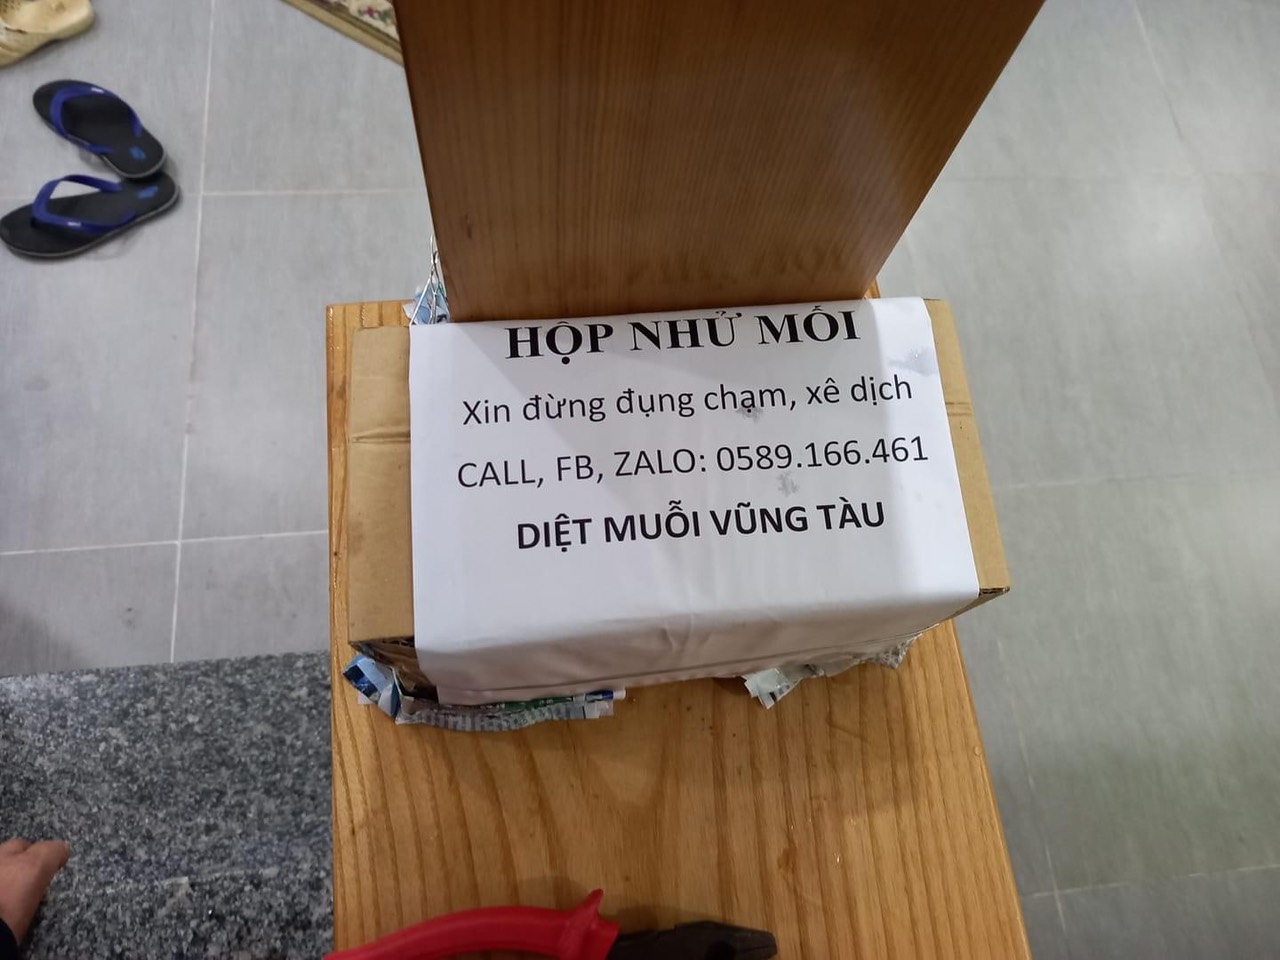 HỘP NHỬ MỐI
Xin đừng đụng chạm, xê dịch
CALL, FB, ZALO: 0589.166.461
DIỆT MUỖI VŨNG TÀU